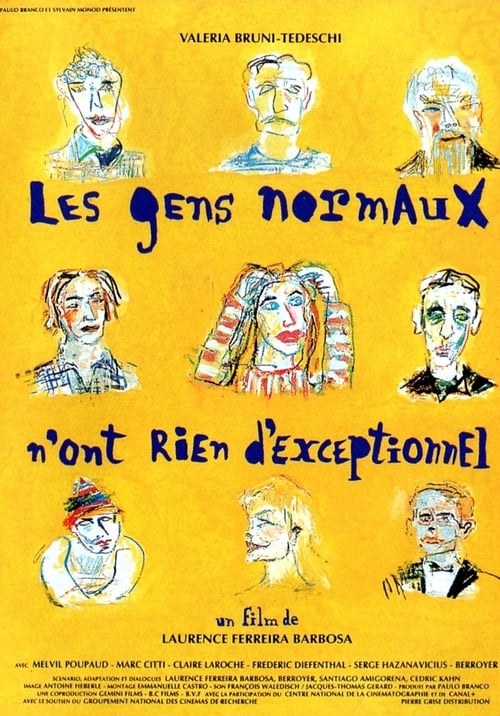 PAULO BRANCO ET SYLVAIN MONOD PRÉSENTENT
VALERIA BRUNI-TEDESCHI
LES GENS NORMAUX
N'ONT RIEN D'EXCEPTIONNEL
un film de
LAURENCE FERREIRA BARBOSA
AVEC MELVIL POUPAUD - MARC CITTI - CLAIRE LAROCHE - FREDERIC DIEFENTHAL - SERGE HAZANAVICIUS - BERROYER
SCENARIO, ADAPTATION ET DIALOGUES LAURENCE FERREIRA BARBOSA, BERROYER, SANTIAGO AMIGORENA, CEDRIC KAHN
IMAGE ANTOINE HEBERLE - MONTAGE EMMANUELLE CASTRO - SON FRANÇOIS WALEDISCH / JACQUES-THOMAS GERARD - PRODUIT PAR PAULO BRANCO
UNE COPRODUCTION GEMINI FILMS - B.C FILMS - B.V.F AVEC LA PARTICIPATION DU CENTRE NATIONAL DE LA CINEMATOGRAPHIE ET DE CANAL+
AVEC LE SOUTIEN DU GROUPEMENT NATIONAL DES CINEMAS DE RECHERCHE PIERRE GRISE DISTRIBUTION